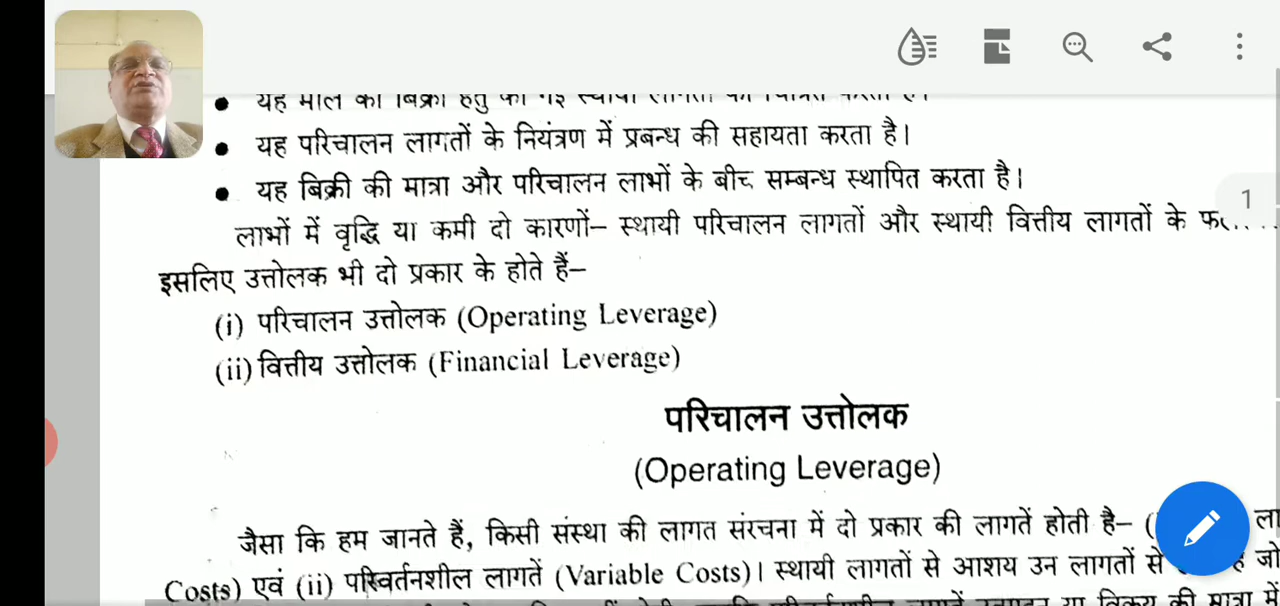 यह परिचालन लागतों के नियंत्रण में प्रबन्ध की सहायता करता है।
यह बिक्री की मात्रा और परिचालन लाभों के बीच सम्बन्ध स्थापित करता है।
1
लाभों में वृद्धि या कमी दो कारणों– स्थायी परिचालन लागतों और स्थायी वित्तीय लागतों के
इसलिए उत्तोलक भी दो प्रकार के होते हैं–
(i) परिचालन उत्तोलक (Operating Leverage)
(ii) वित्तीय उत्तोलक (Financial Leverage)
परिचालन उत्तोलक
(Operating Leverage)
जैसा कि हम जानते हैं, किसी संस्था की लागत संरचना में दो प्रकार की लागतें होती है– (
Costs) एवं (ii) परिवर्तनशील लागतें (Variable Costs)। स्थायी लागतों से आशय उन लागतों से है जो